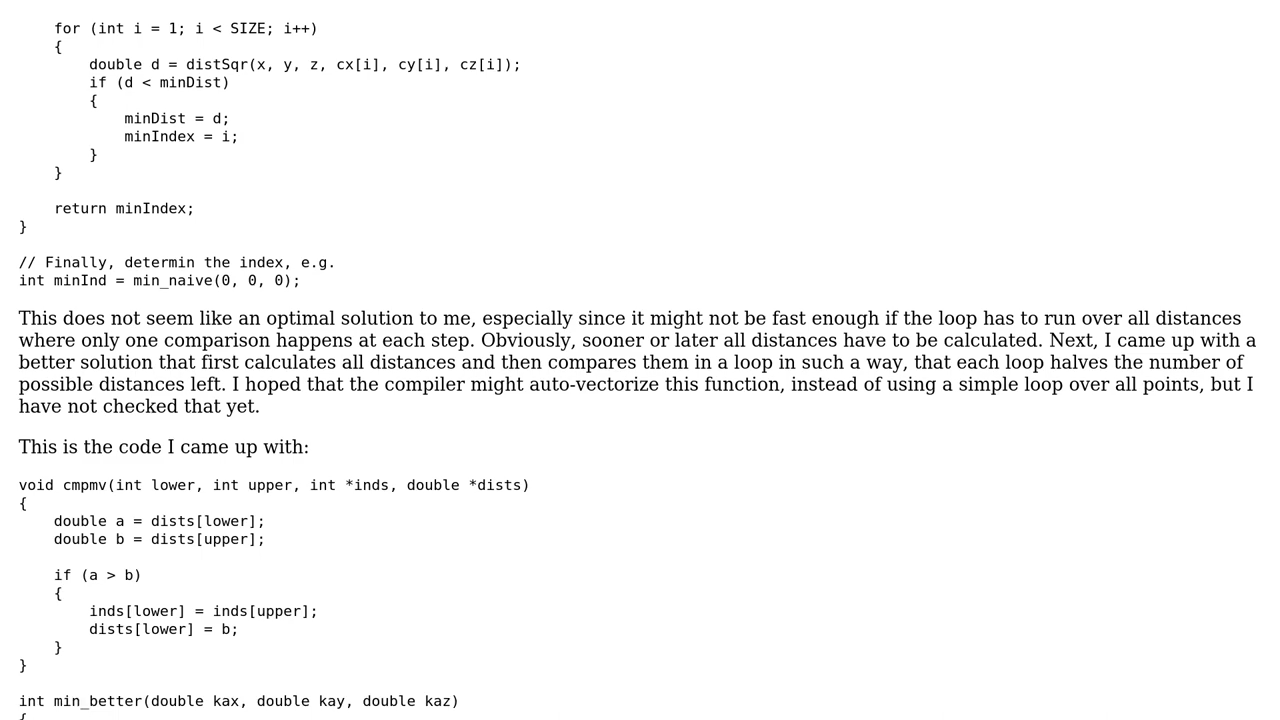 for (int i = 1; i < SIZE; i++)
    {
        double d = distSqr(x, y, z, cx[i], cy[i], cz[i]);
        if (d < minDist)
        {
            minDist = d;
            minIndex = i;
        }
    }

    return minIndex;
}

// Finally, determin the index, e.g.
int minInd = min_naive(0, 0, 0);

This does not seem like an optimal solution to me, especially since it might not be fast enough if the loop has to run over all distances
where only one comparison happens at each step. Obviously, sooner or later all distances have to be calculated. Next, I came up with a
better solution that first calculates all distances and then compares them in a loop in such a way, that each loop halves the number of
possible distances left. I hoped that the compiler might auto-vectorize this function, instead of using a simple loop over all points, but I
have not checked that yet.

This is the code I came up with:

void cmpmv(int lower, int upper, int *inds, double *dists)
{
    double a = dists[lower];
    double b = dists[upper];

    if (a > b)
    {
        inds[lower] = inds[upper];
        dists[lower] = b;
    }
}

int min_better(double kax, double kay, double kaz)
{